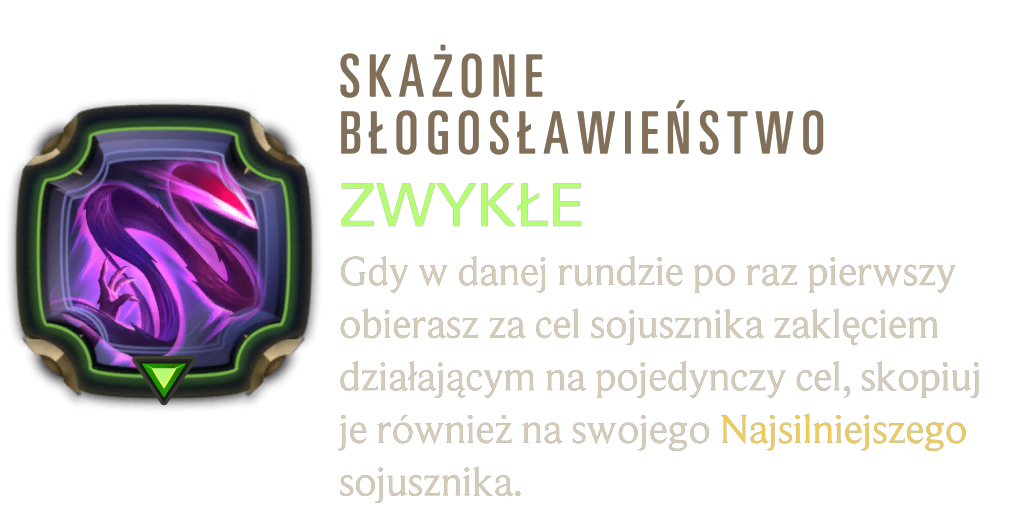 SKAŻONE
BŁOGOSŁAWIEŃSTWO
ZWYKŁE
Gdy w danej rundzie po raz pierwszy
obierasz za cel sojusznika zaklęciem
działającym na pojedynczy cel, skopiuj
je również na swojego Najsilniejszego
sojusznika.